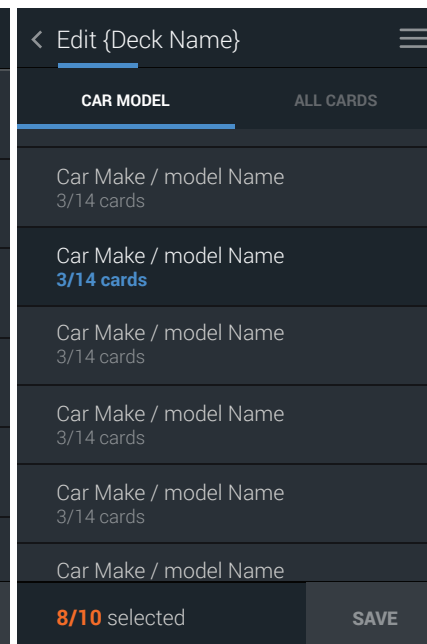 Edit {Deck Name}
CAR MODEL
ALL CARDS
Car Make / model Name
3/14 cards
Car Make / model Name
3/14 cards
Car Make / model Name
3/14 cards
Car Make / model Name
3/14 cards
Car Make / model Name
3/14 cards
Car Make / model Name
8/10 selected
SAVE